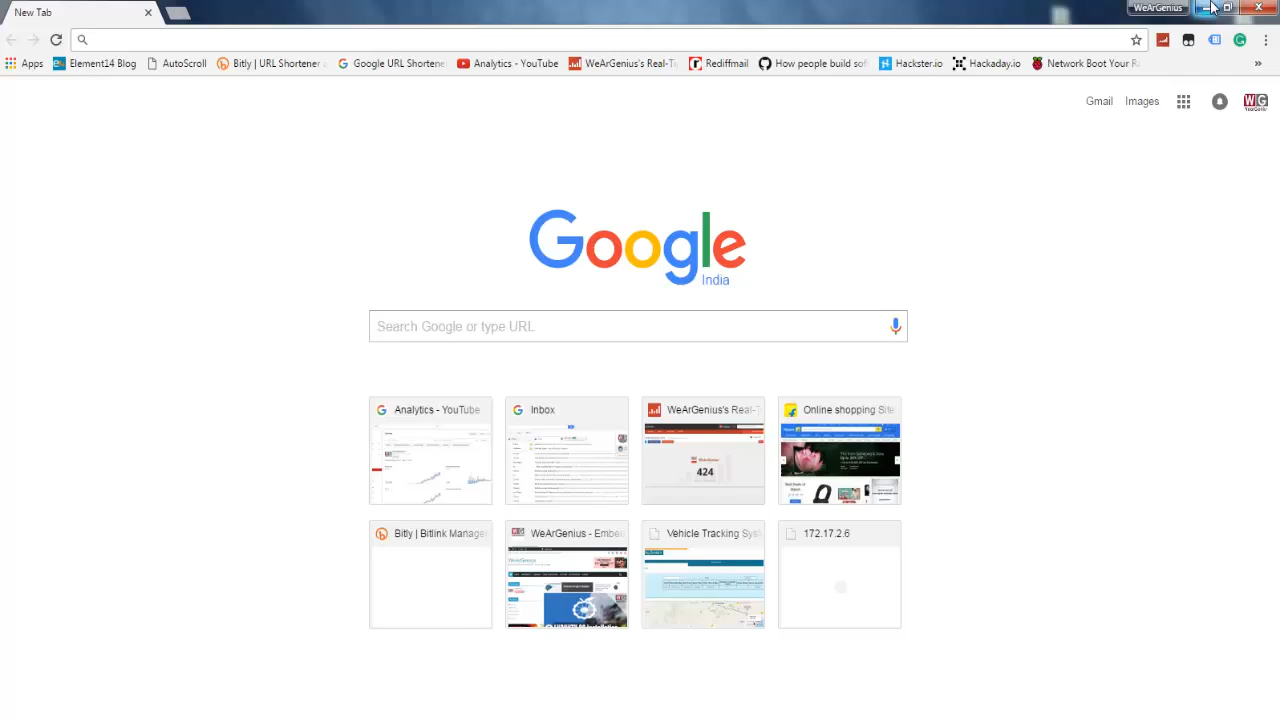 New Tab
WeArGenius
Apps
Element14 Blog
AutoScroll
Bitly | URL Shortener
Google URL Shortene
Analytics - YouTube
WeArGenius's Real-Ti
Rediffmail
How people build sof
Hackster.io
Hackaday.io
Network Boot Your Ra
Gmail
Images
WG
Google
India
Search Google or type URL
Analytics - YouTube
Inbox
WeArGenius's Real-T
Online shopping Site
424
Bitly | Bitlink Manage
WeArGenius - Embe
Vehicle Tracking Sys
172.17.2.6